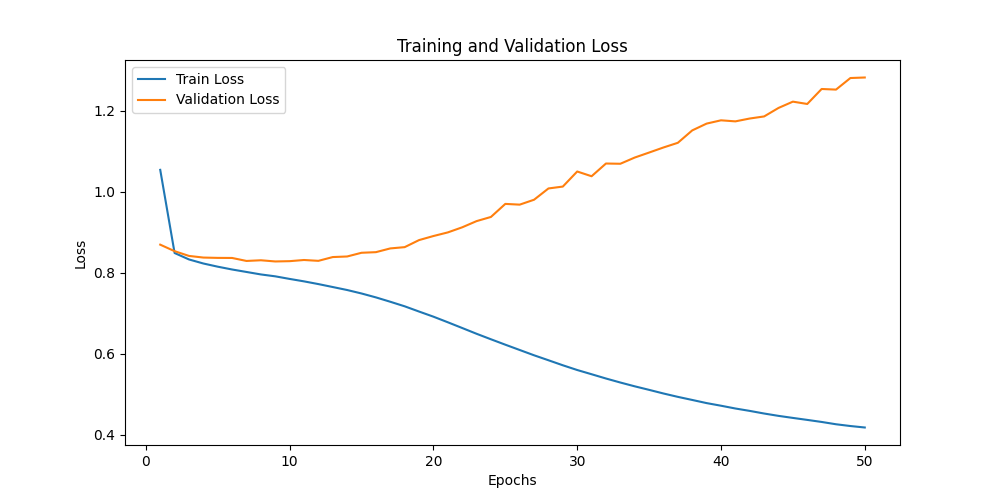 Training and Validation Loss
Train Loss
Validation Loss
Loss
1.2
1.0
0.8
0.6
0.4
0 10 20 30 40 50
Epochs